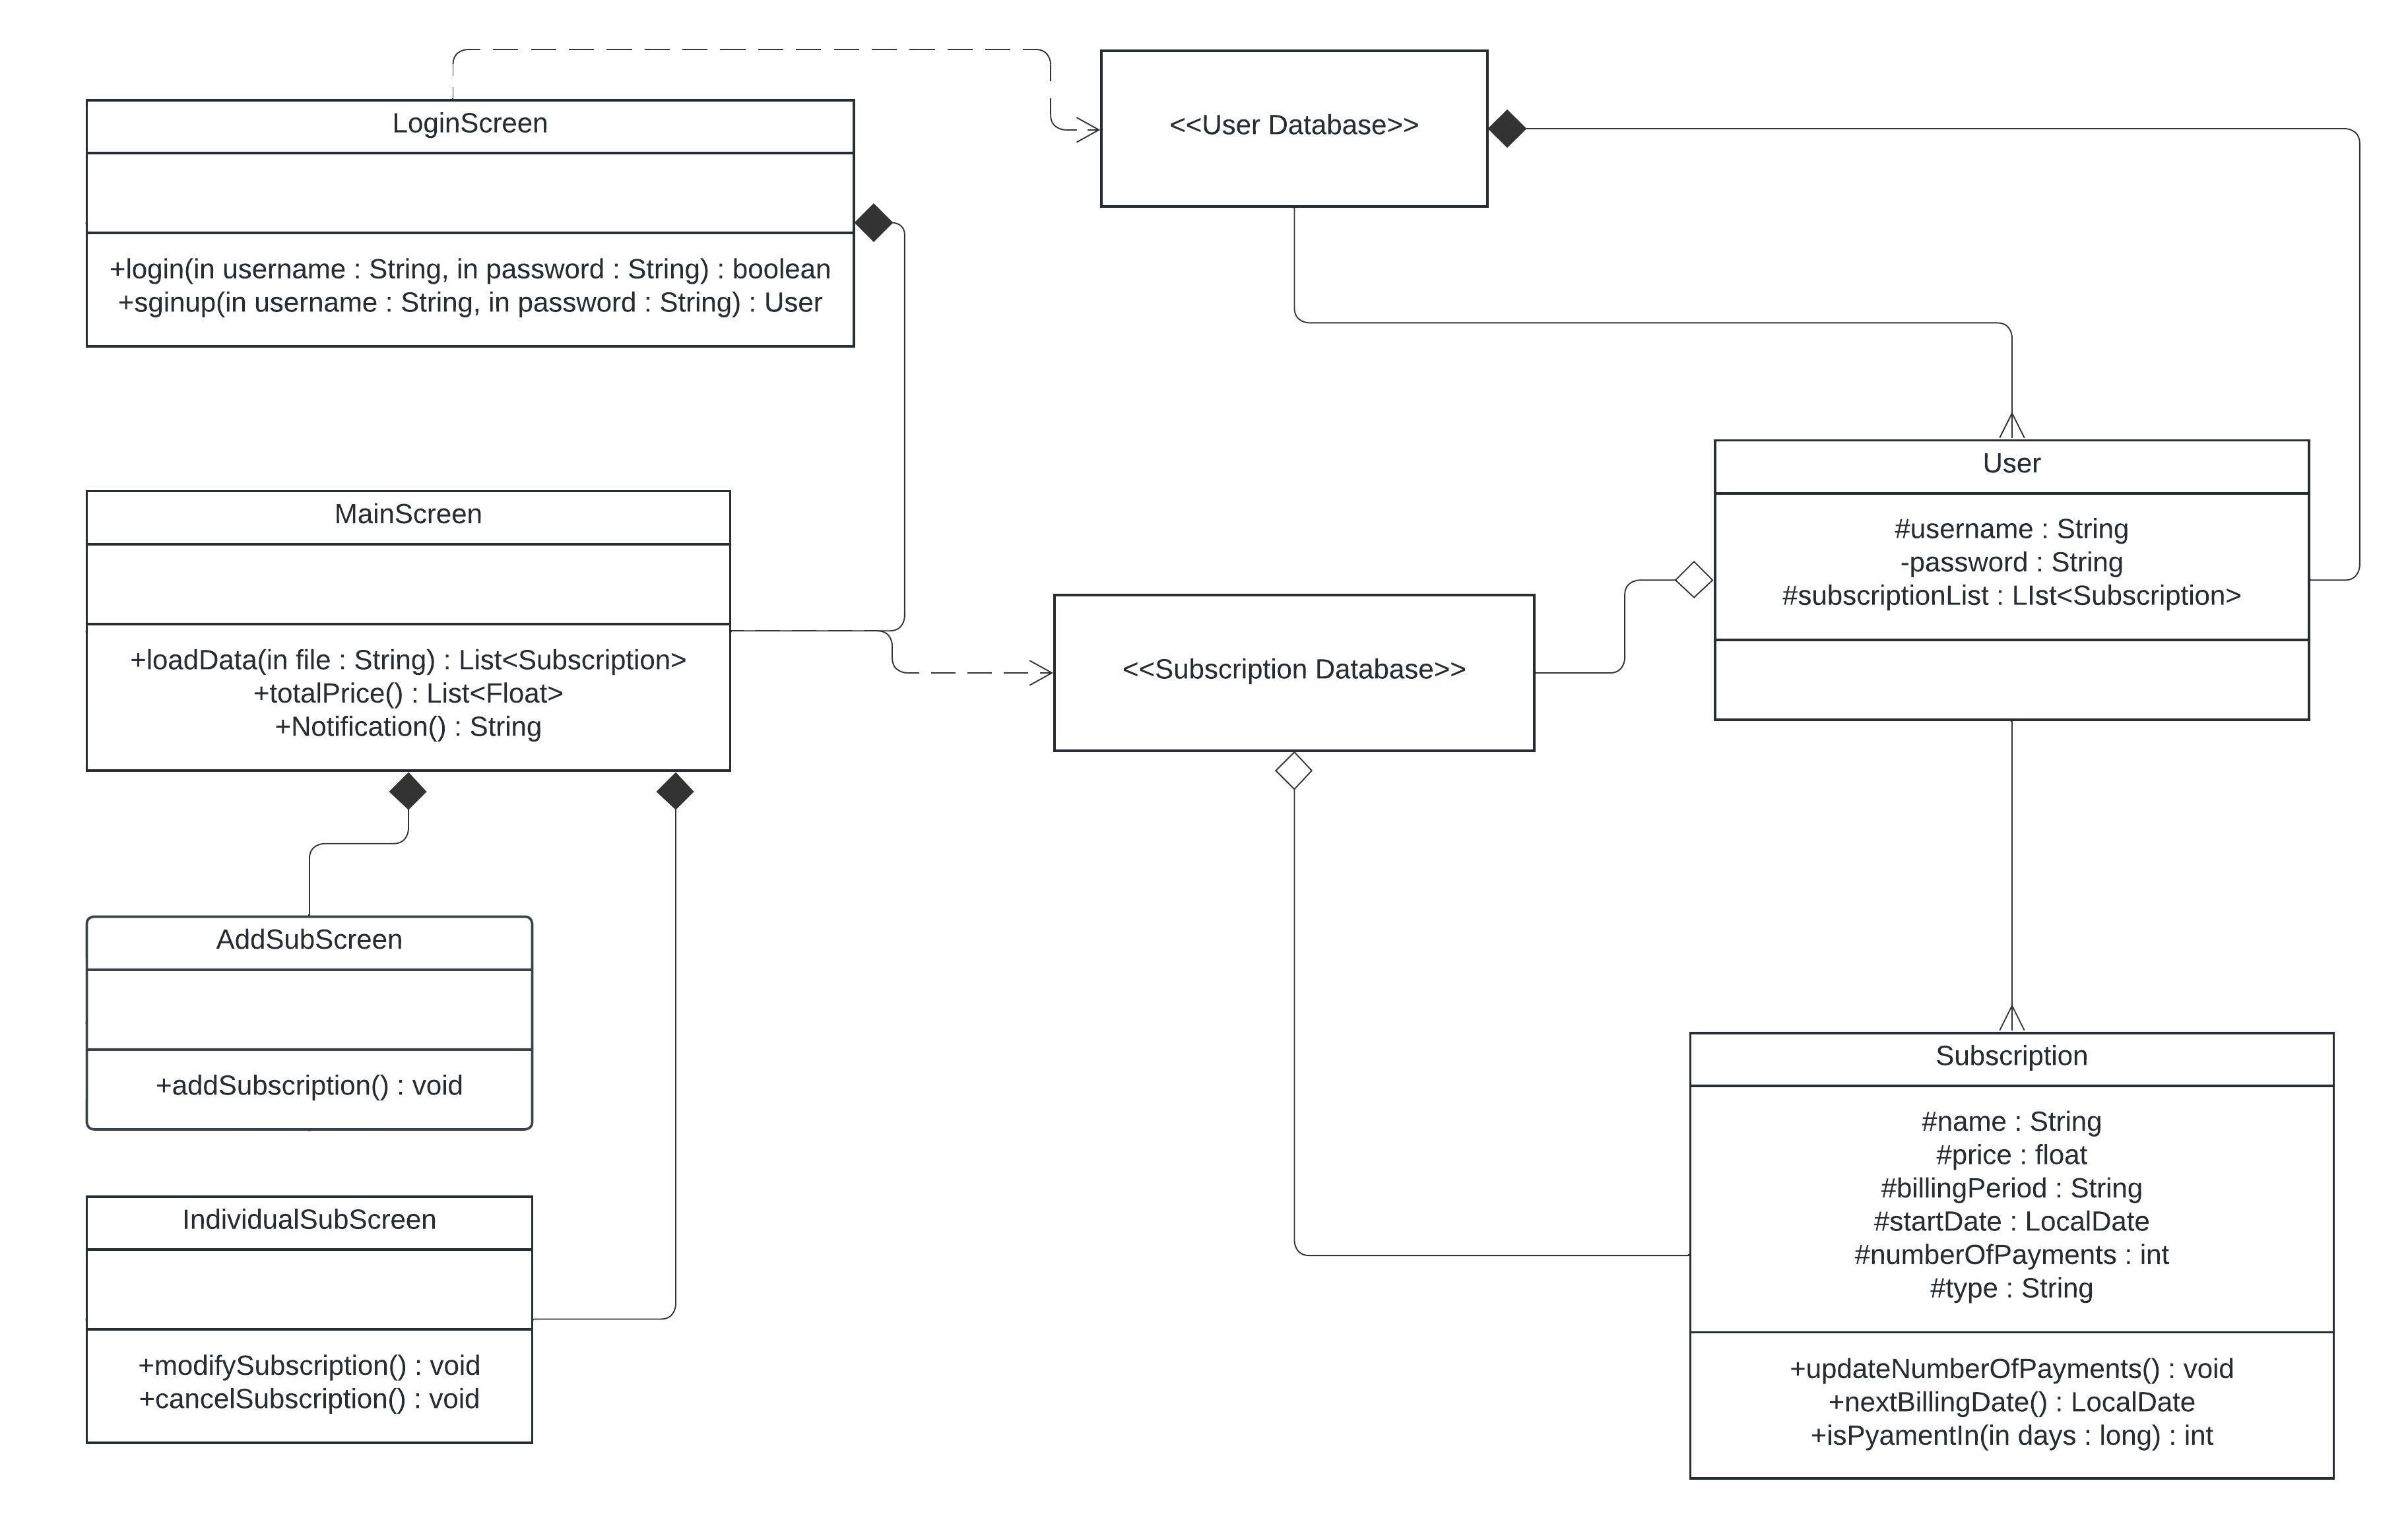 LoginScreen
+login(in username : String, in password : String) : boolean
+sginup(in username : String, in password : String) : User
<<User Database>>
MainScreen
+loadData(in file : String) : List<Subscription>
+totalPrice() : List<Float>
+Notification() : String
<<Subscription Database>>
User
#username : String
-password : String
#subscriptionList : LIst<Subscription>
AddSubScreen
+addSubscription() : void
IndividualSubScreen
+modifySubscription() : void
+cancelSubscription() : void
Subscription
#name : String
#price : float
#billingPeriod : String
#startDate : LocalDate
#numberOfPayments : int
#type : String
+updateNumberOfPayments() : void
+nextBillingDate() : LocalDate
+isPyamentIn(in days : long) : int